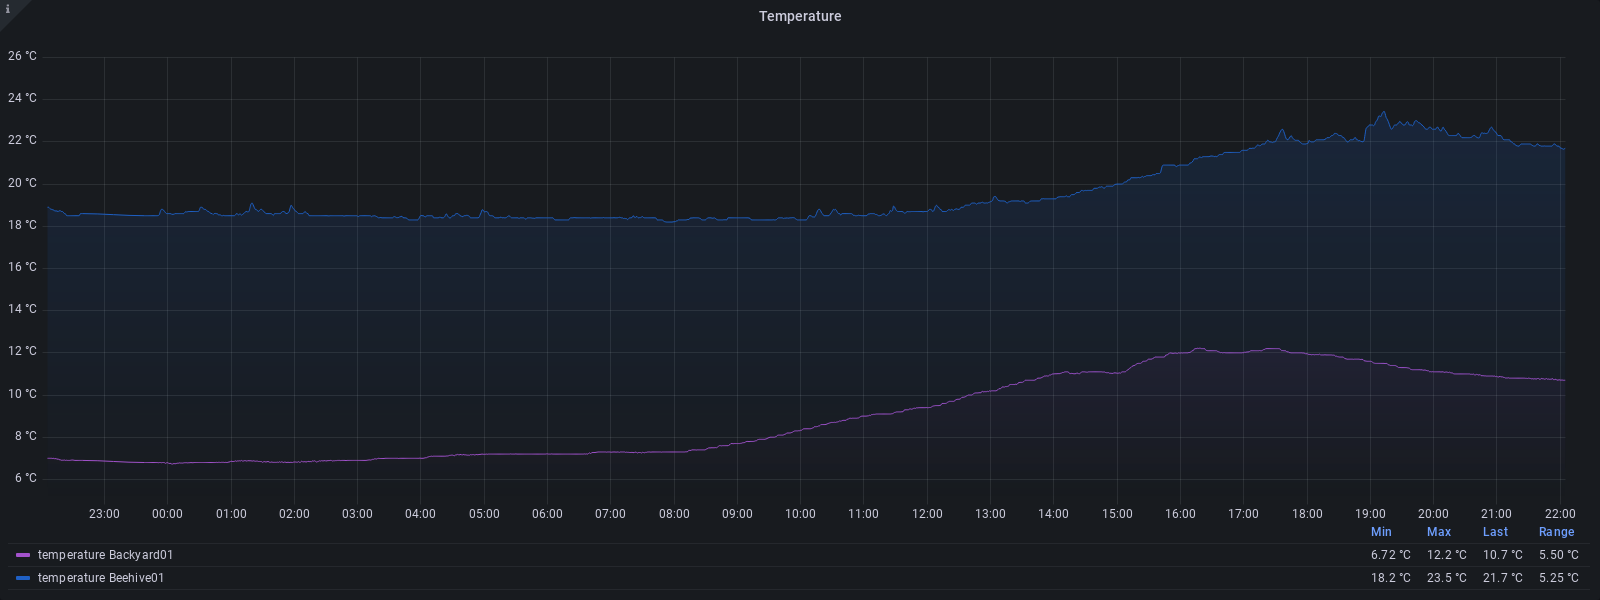 i
Temperature
26 °C
24 °C
22 °C
20 °C
18 °C
16 °C
14 °C
12 °C
10 °C
8 °C
6 °C
23:00 00:00 01:00 02:00 03:00 04:00 05:00 06:00 07:00 08:00 09:00 10:00 11:00 12:00 13:00 14:00 15:00 16:00 17:00 18:00 19:00 20:00 21:00 22:00
Min Max Last Range
temperature Backyard01 6.72 °C 12.2 °C 10.7 °C 5.50 °C
temperature Beehive01 18.2 °C 23.5 °C 21.7 °C 5.25 °C